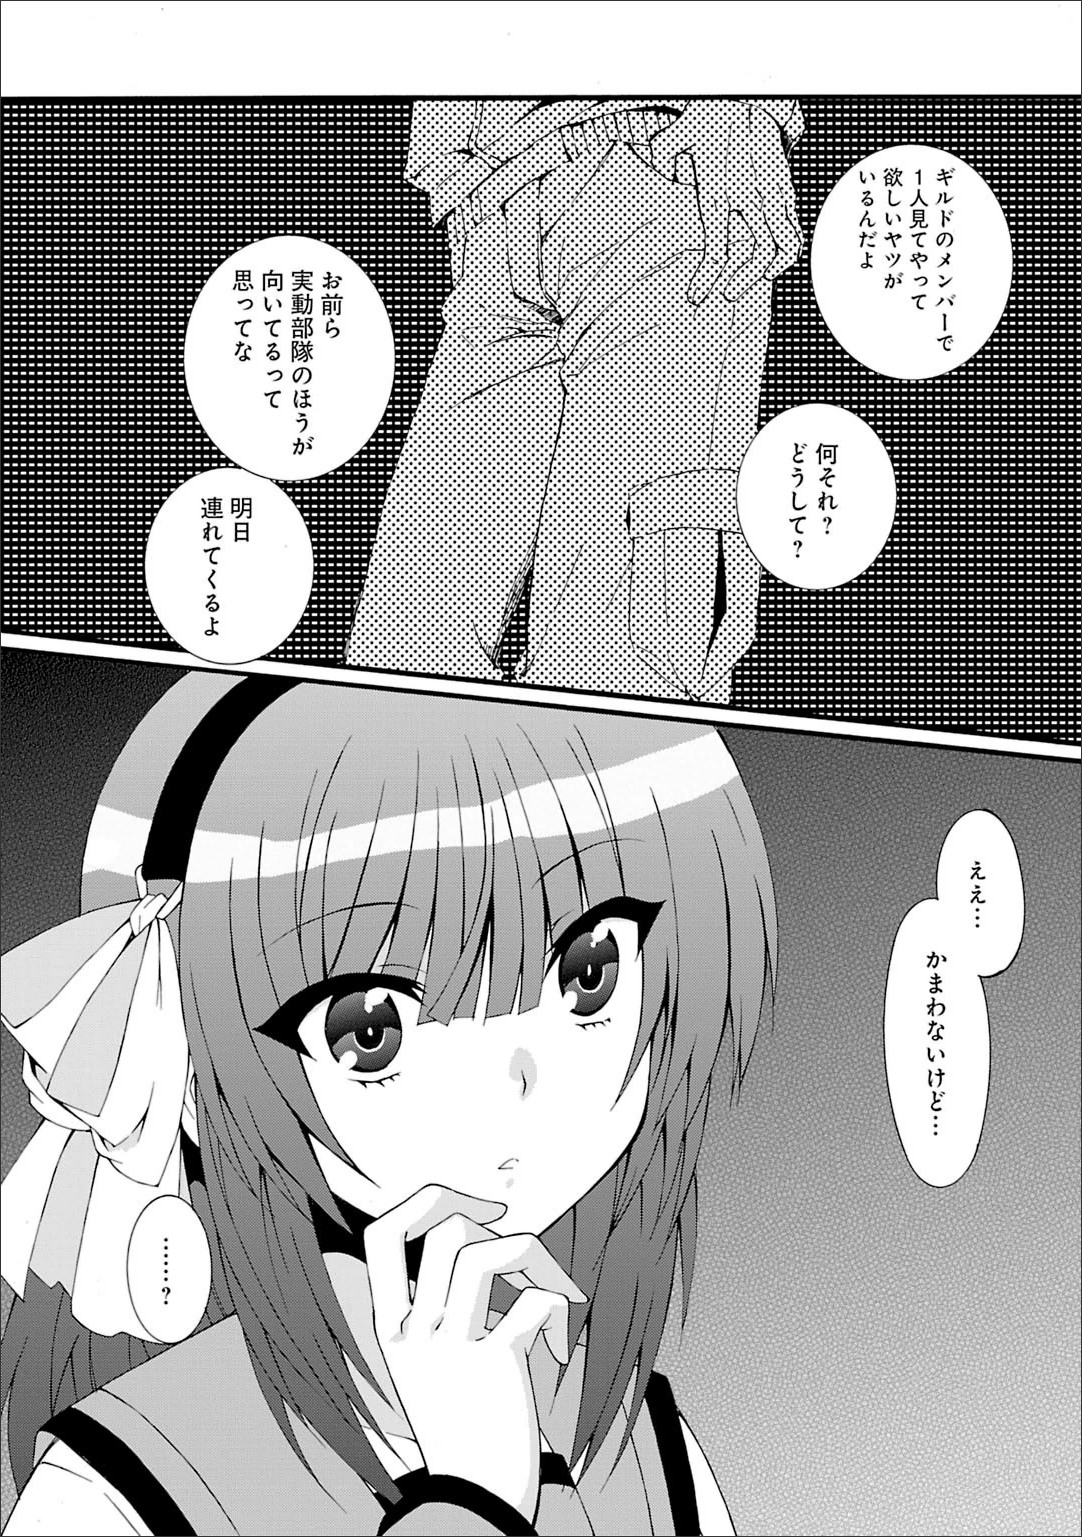 ギルドのメンバーで
1人見てやって
欲しいヤツが
いるんだよ
何それ?
どうして?
お前ら
実動部隊のほうが
向いてるって
思ってな
明日
連れてくるよ
ええ…
かまわないけど…
……?